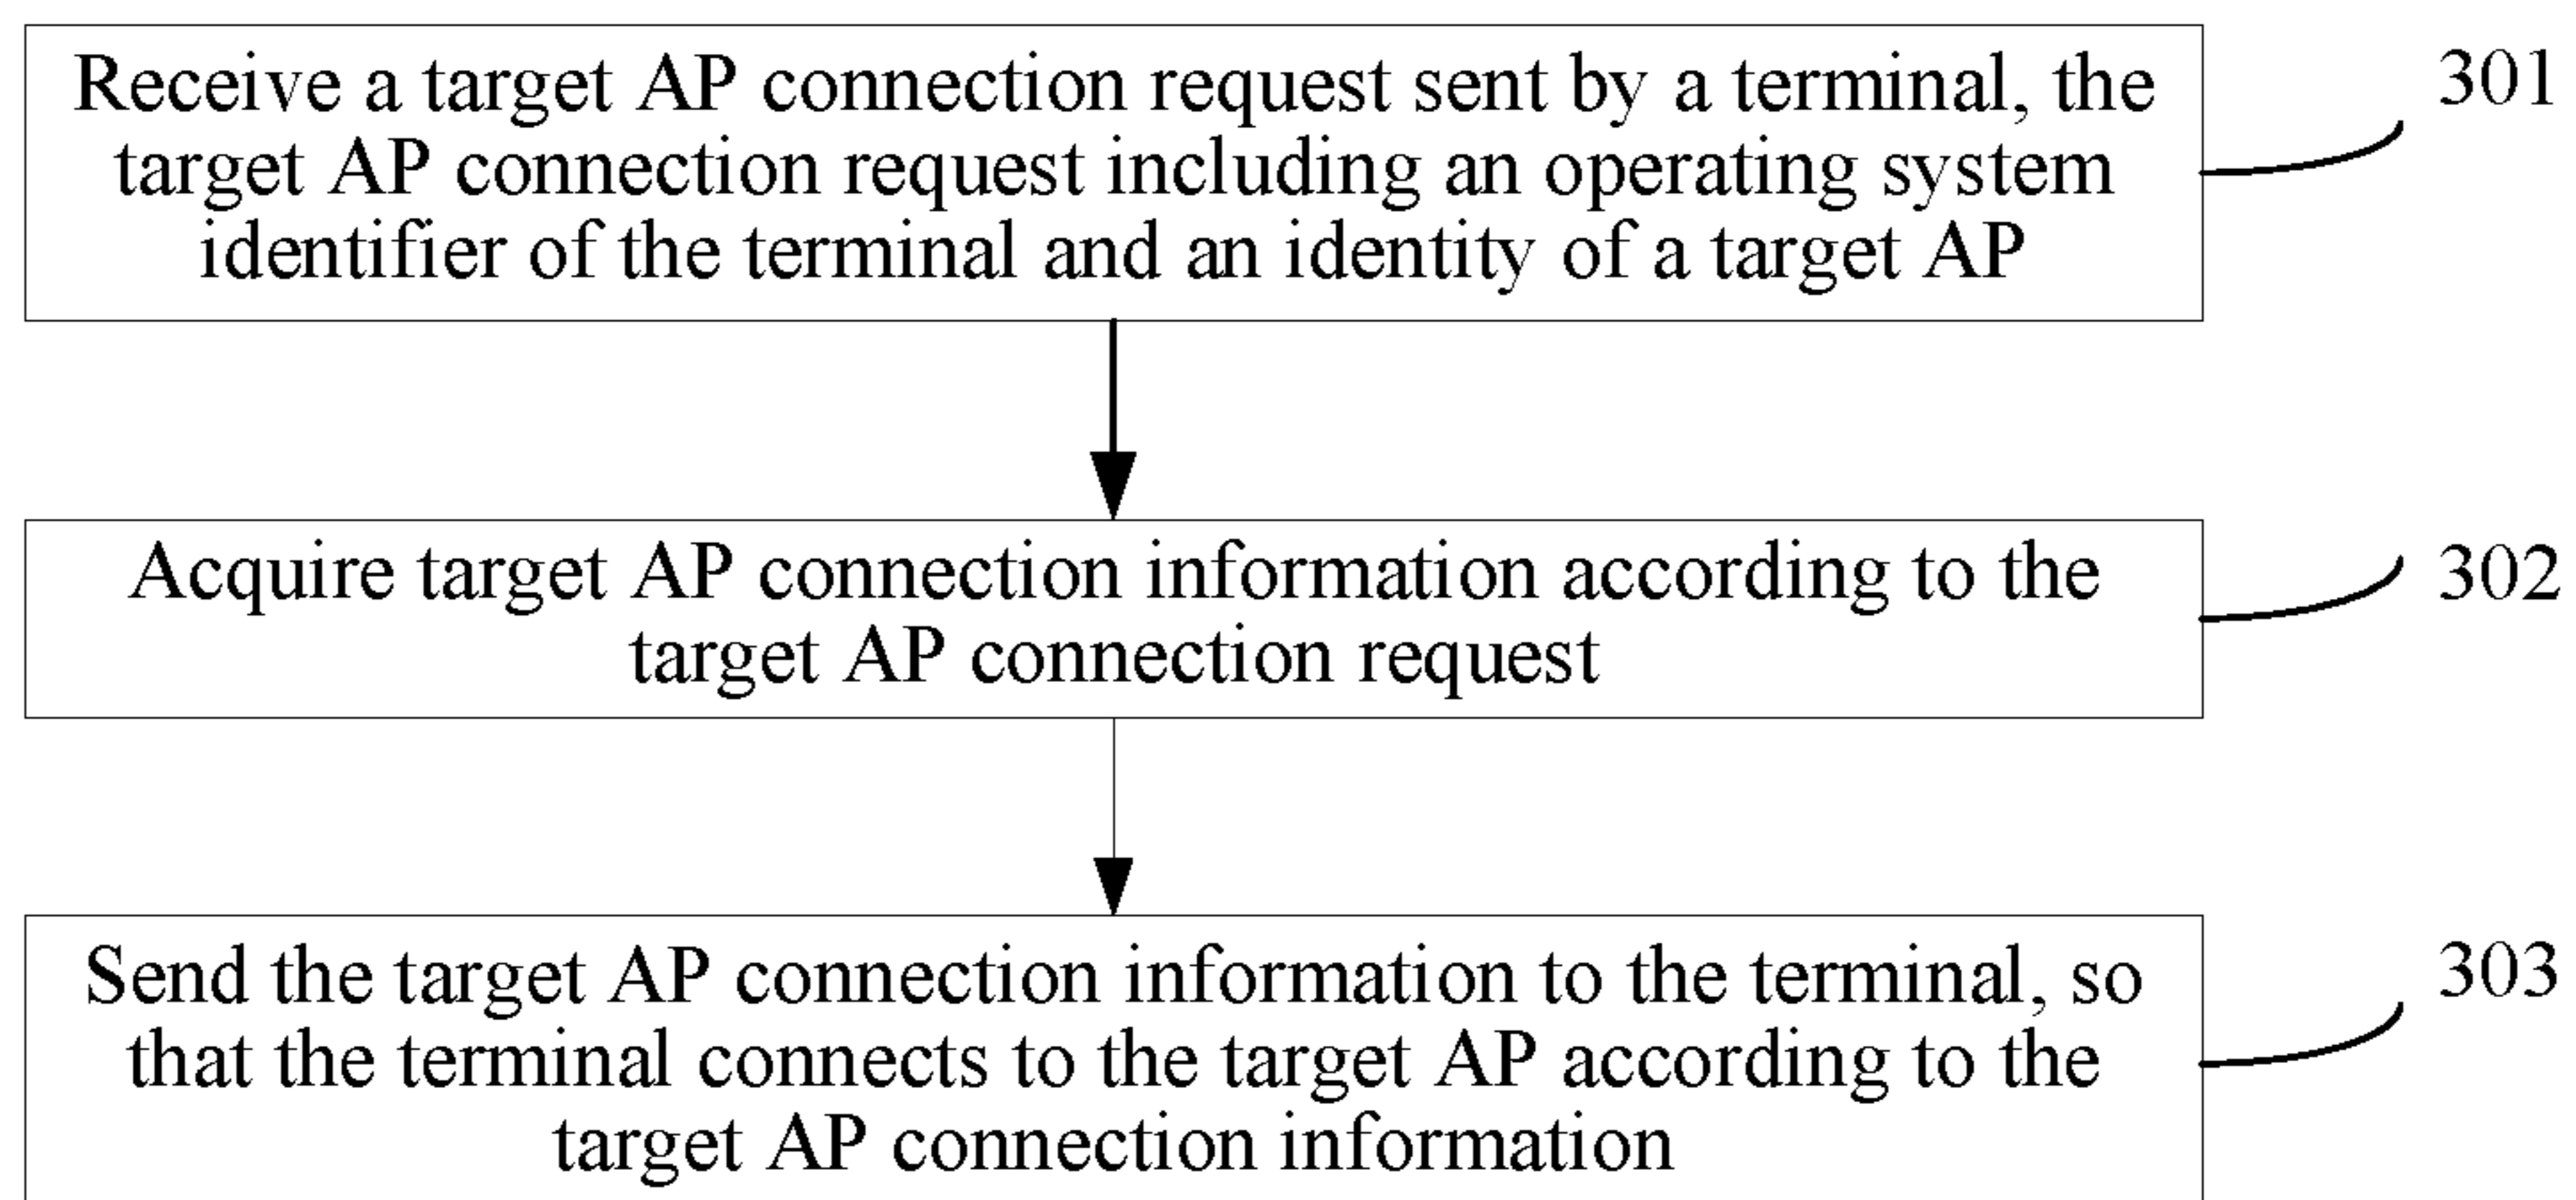 Receive a target AP connection request sent by a terminal, the
target AP connection request including an operating system
identifier of the terminal and an identity of a target AP
301
Acquire target AP connection information according to the
target AP connection request
302
Send the target AP connection information to the terminal, so
that the terminal connects to the target AP according to the
target AP connection information
303